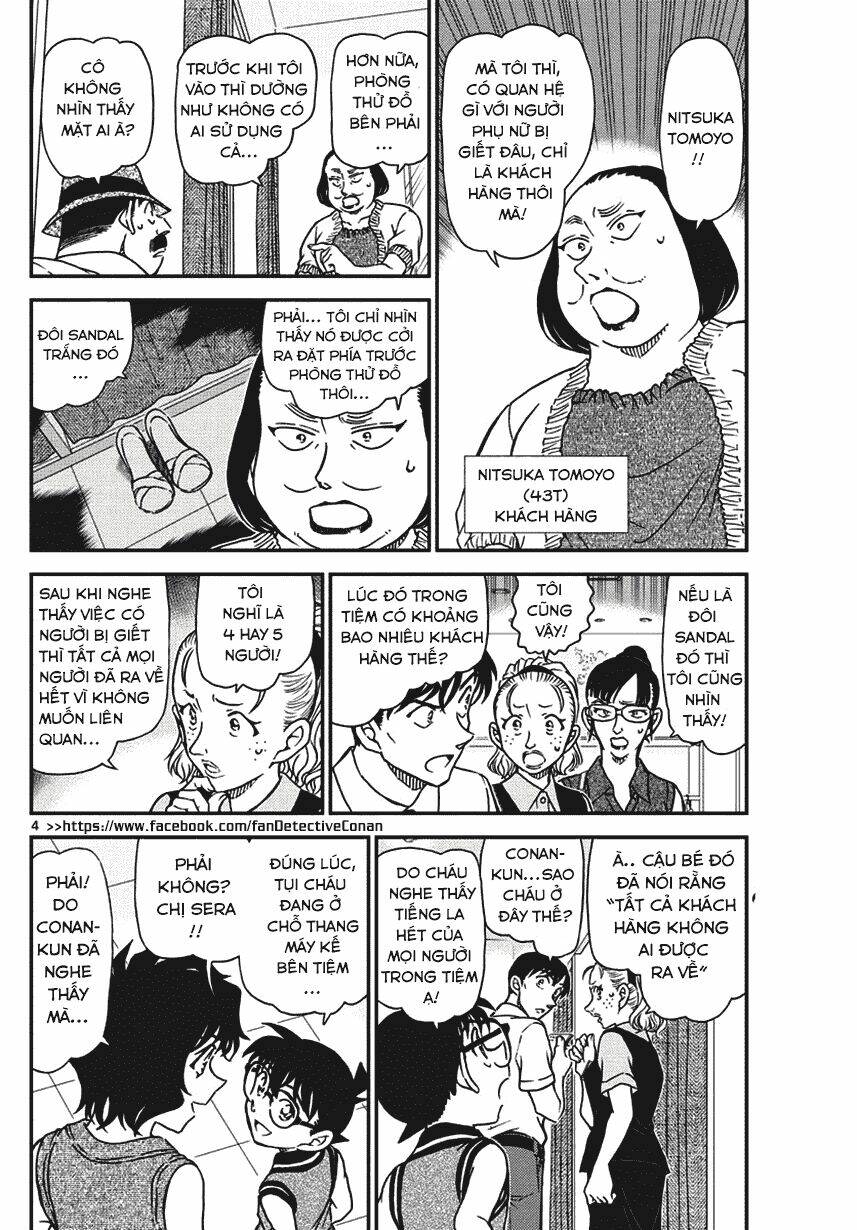 NITSUKA
TOMOYO
!!
MÀ TÔI THÌ,
CÓ QUAN HỆ
GÌ VỚI NGƯỜI
PHỤ NỮ BỊ
GIẾT ĐÂU, CHỈ
LÀ KHÁCH
HÀNG THÔI
MÀ!
NITSUKA TOMOYO
(43T)
KHÁCH HÀNG
HƠN NỮA,
PHÒNG
THỬ ĐỒ
BÊN PHẢI
...
TRƯỚC KHI TÔI
VÀO THÌ DƯỜNG
NHƯ KHÔNG CÓ
AI SỬ DỤNG
CẢ...
CÔ
KHÔNG
NHÌN THẤY
MẶT AI À?
PHẢI... TÔI CHỈ NHÌN
THẤY NÓ ĐƯỢC CỞI
RA ĐẶT PHÍA TRƯỚC
PHÒNG THỬ ĐỒ
THÔI...
ĐÔI SANDAL
TRẮNG ĐÓ
...
NẾU LÀ
ĐÔI
SANDAL
ĐÓ THÌ
TÔI CŨNG
NHÌN
THẤY!
TÔI
CŨNG
VẬY!
LÚC ĐÓ TRONG
TIỆM CÓ KHOẢNG
BAO NHIÊU KHÁCH
HÀNG THẾ?
TÔI
NGHĨ LÀ
4 HAY 5
NGƯỜI!
SAU KHI NGHE
THẤY VIỆC CÓ
NGƯỜI BỊ GIẾT
THÌ TẤT CẢ MỌI
NGƯỜI ĐÃ RA VỀ
HẾT VÌ KHÔNG
MUỐN LIÊN
QUAN...
4 >>https://www.facebook.com/fanDetectiveConan
À.. CẬU BÉ ĐÓ
ĐÃ NÓI RẰNG
"TẤT CẢ KHÁCH
HÀNG KHÔNG
AI ĐƯỢC
RA VỀ"
CONAN-
KUN...SAO
CHÁU Ở
ĐÂY THẾ?
DO CHÁU
NGHE THẤY
TIẾNG LA
HÉT CỦA
MỌI NGƯỜI
TRONG TIỆM
Ạ!
ĐÚNG LÚC,
TỤI CHÁU
ĐANG Ở
CHỖ THANG
MÁY KẾ
BÊN TIỆM
...
PHẢI
KHÔNG?
CHỊ SERA
!!
PHẢI!
DO
CONAN-
KUN ĐÃ
NGHE
THẤY
MÀ...